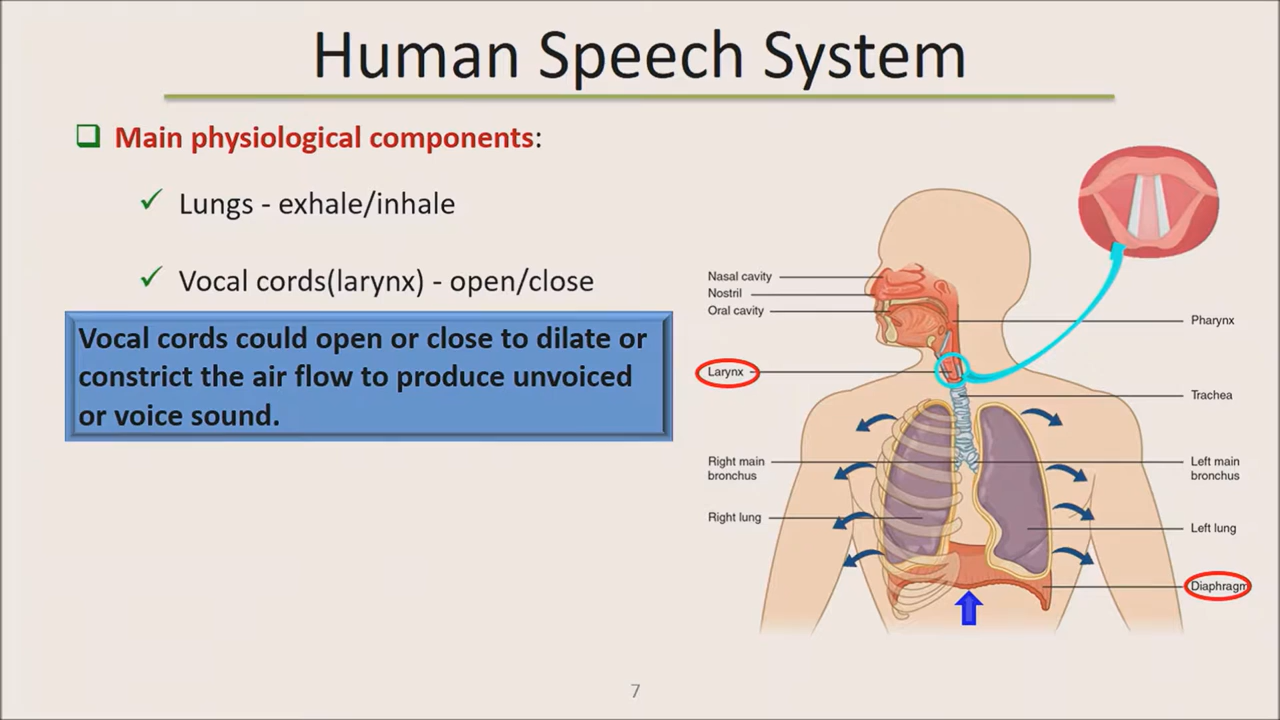 Human Speech System
Main physiological components:
Lungs - exhale/inhale
Vocal cords(larynx) - open/close
Vocal cords could open or close to dilate or
constrict the air flow to produce unvoiced
or voice sound.
Nasal cavity
Nostril
Oral cavity
Larynx
Right main
bronchus
Right lung
Pharynx
Trachea
Left main
bronchus
Left lung
Diaphragm
7